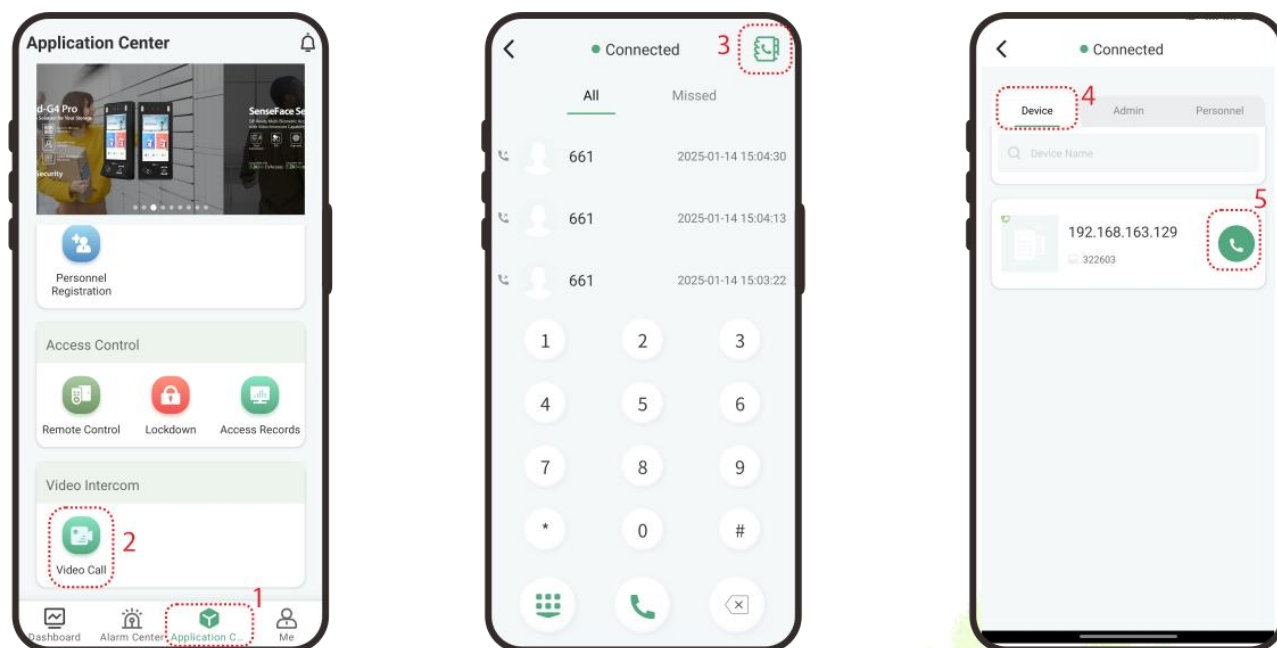 Application Center
d-G4 Pro
Security
SenseFace Se
Personnel
Registration
Access Control
Remote Control
Lockdown
Access Records
Video Intercom
2
Video Call
1
Dashboard
Alarm Center
Application C...
Me
Connected
3
All
Missed
661
2025-01-14 15:04:30
661
2025-01-14 15:04:13
661
2025-01-14 15:03:22
1
2
3
4
5
6
7
8
9
*
0
#
Connected
4
Device
Admin
Personnel
Device Name
5
192.168.163.129
322603